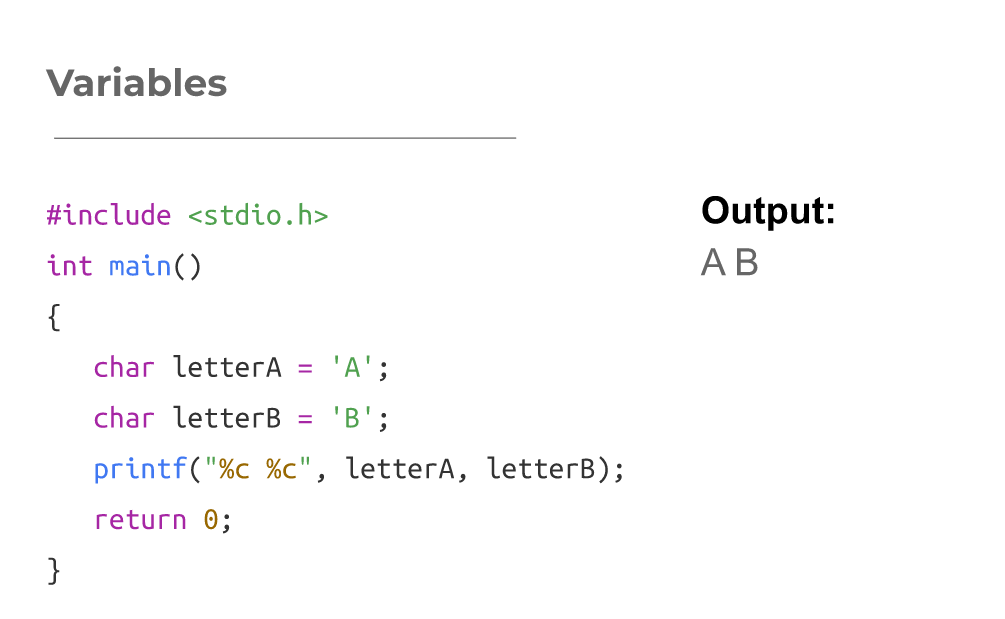 Variables
#include <stdio.h>
int main()
{
char letterA = 'A';
char letterB = 'B';
printf("%c %c", letterA, letterB);
return 0;
}
Output:
A B